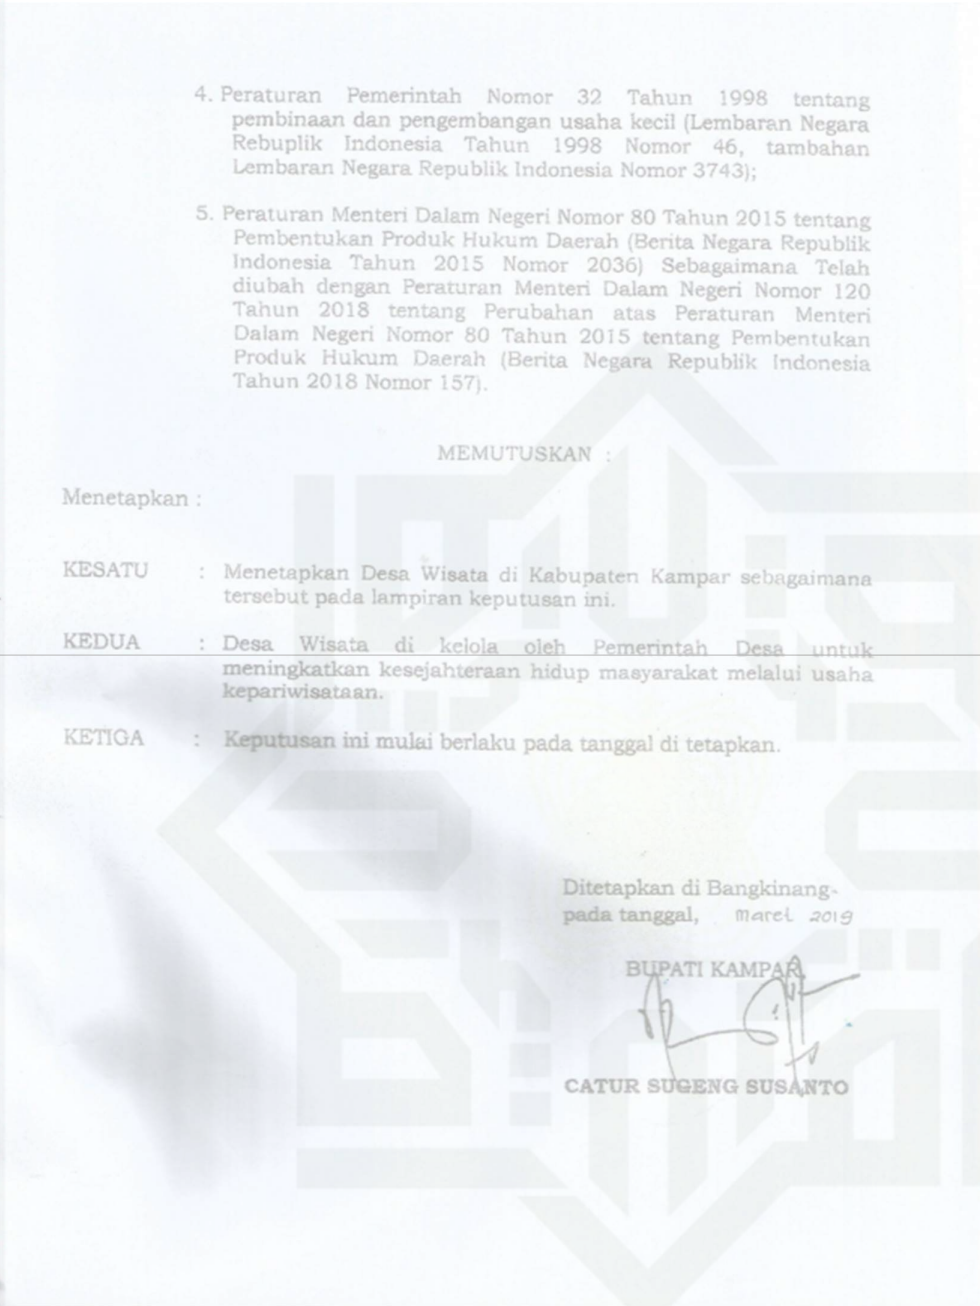 4. Peraturan Pemerintah Nomor 32 Tahun 1998 tentang
pembinaan dan pengembangan usaha kecil (Lembaran Negara
Rebuplik Indonesia Tahun 1998 Nomor 46, tambahan
Lembaran Negara Republik Indonesia Nomor 3743);
5. Peraturan Menteri Dalam Negeri Nomor 80 Tahun 2015 tentang
Pembentukan Produk Hukum Daerah (Berita Negara Republik
Indonesia Tahun 2015 Nomor 2036) Sebagaimana Telah
diubah dengan Peraturan Menteri Dalam Negeri Nomor 120
Tahun 2018 tentang Perubahan atas Peraturan Menteri
Dalam Negeri Nomor 80 Tahun 2015 tentang Pembentukan
Produk Hukum Daerah (Berita Negara Republik Indonesia
Tahun 2018 Nomor 157).
MEMUTUSKAN :
Menetapkan :
KESATU : Menetapkan Desa Wisata di Kabupaten Kampar sebagaimana
tersebut pada lampiran keputusan ini.
KEDUA : Desa Wisata di kelola oleh Pemerintah Desa untuk
meningkatkan kesejahteraan hidup masyarakat melalui usaha
kepariwisataan.
KETIGA : Keputusan ini mulai berlaku pada tanggal di tetapkan.
Ditetapkan di Bangkinang
pada tanggal, Maret 2019
BUPATI KAMPAR
CATUR SUGENG SUSANTO